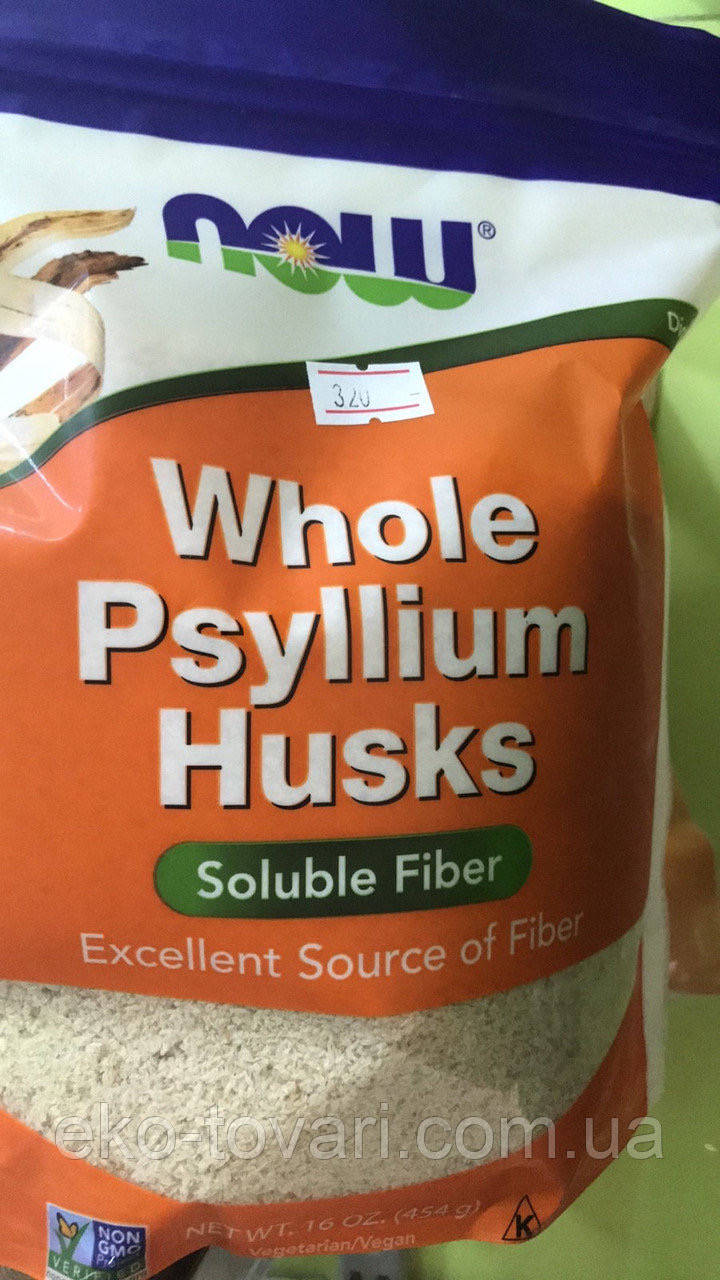 now®
320 –
Whole
Psyllium
Husks
Soluble Fiber
Excellent Source of Fiber
eko-tovari.com.ua
NET WT. 16 OZ. (454 g)
Vegetarian/Vegan
NON
GMO
VERIFIED
K